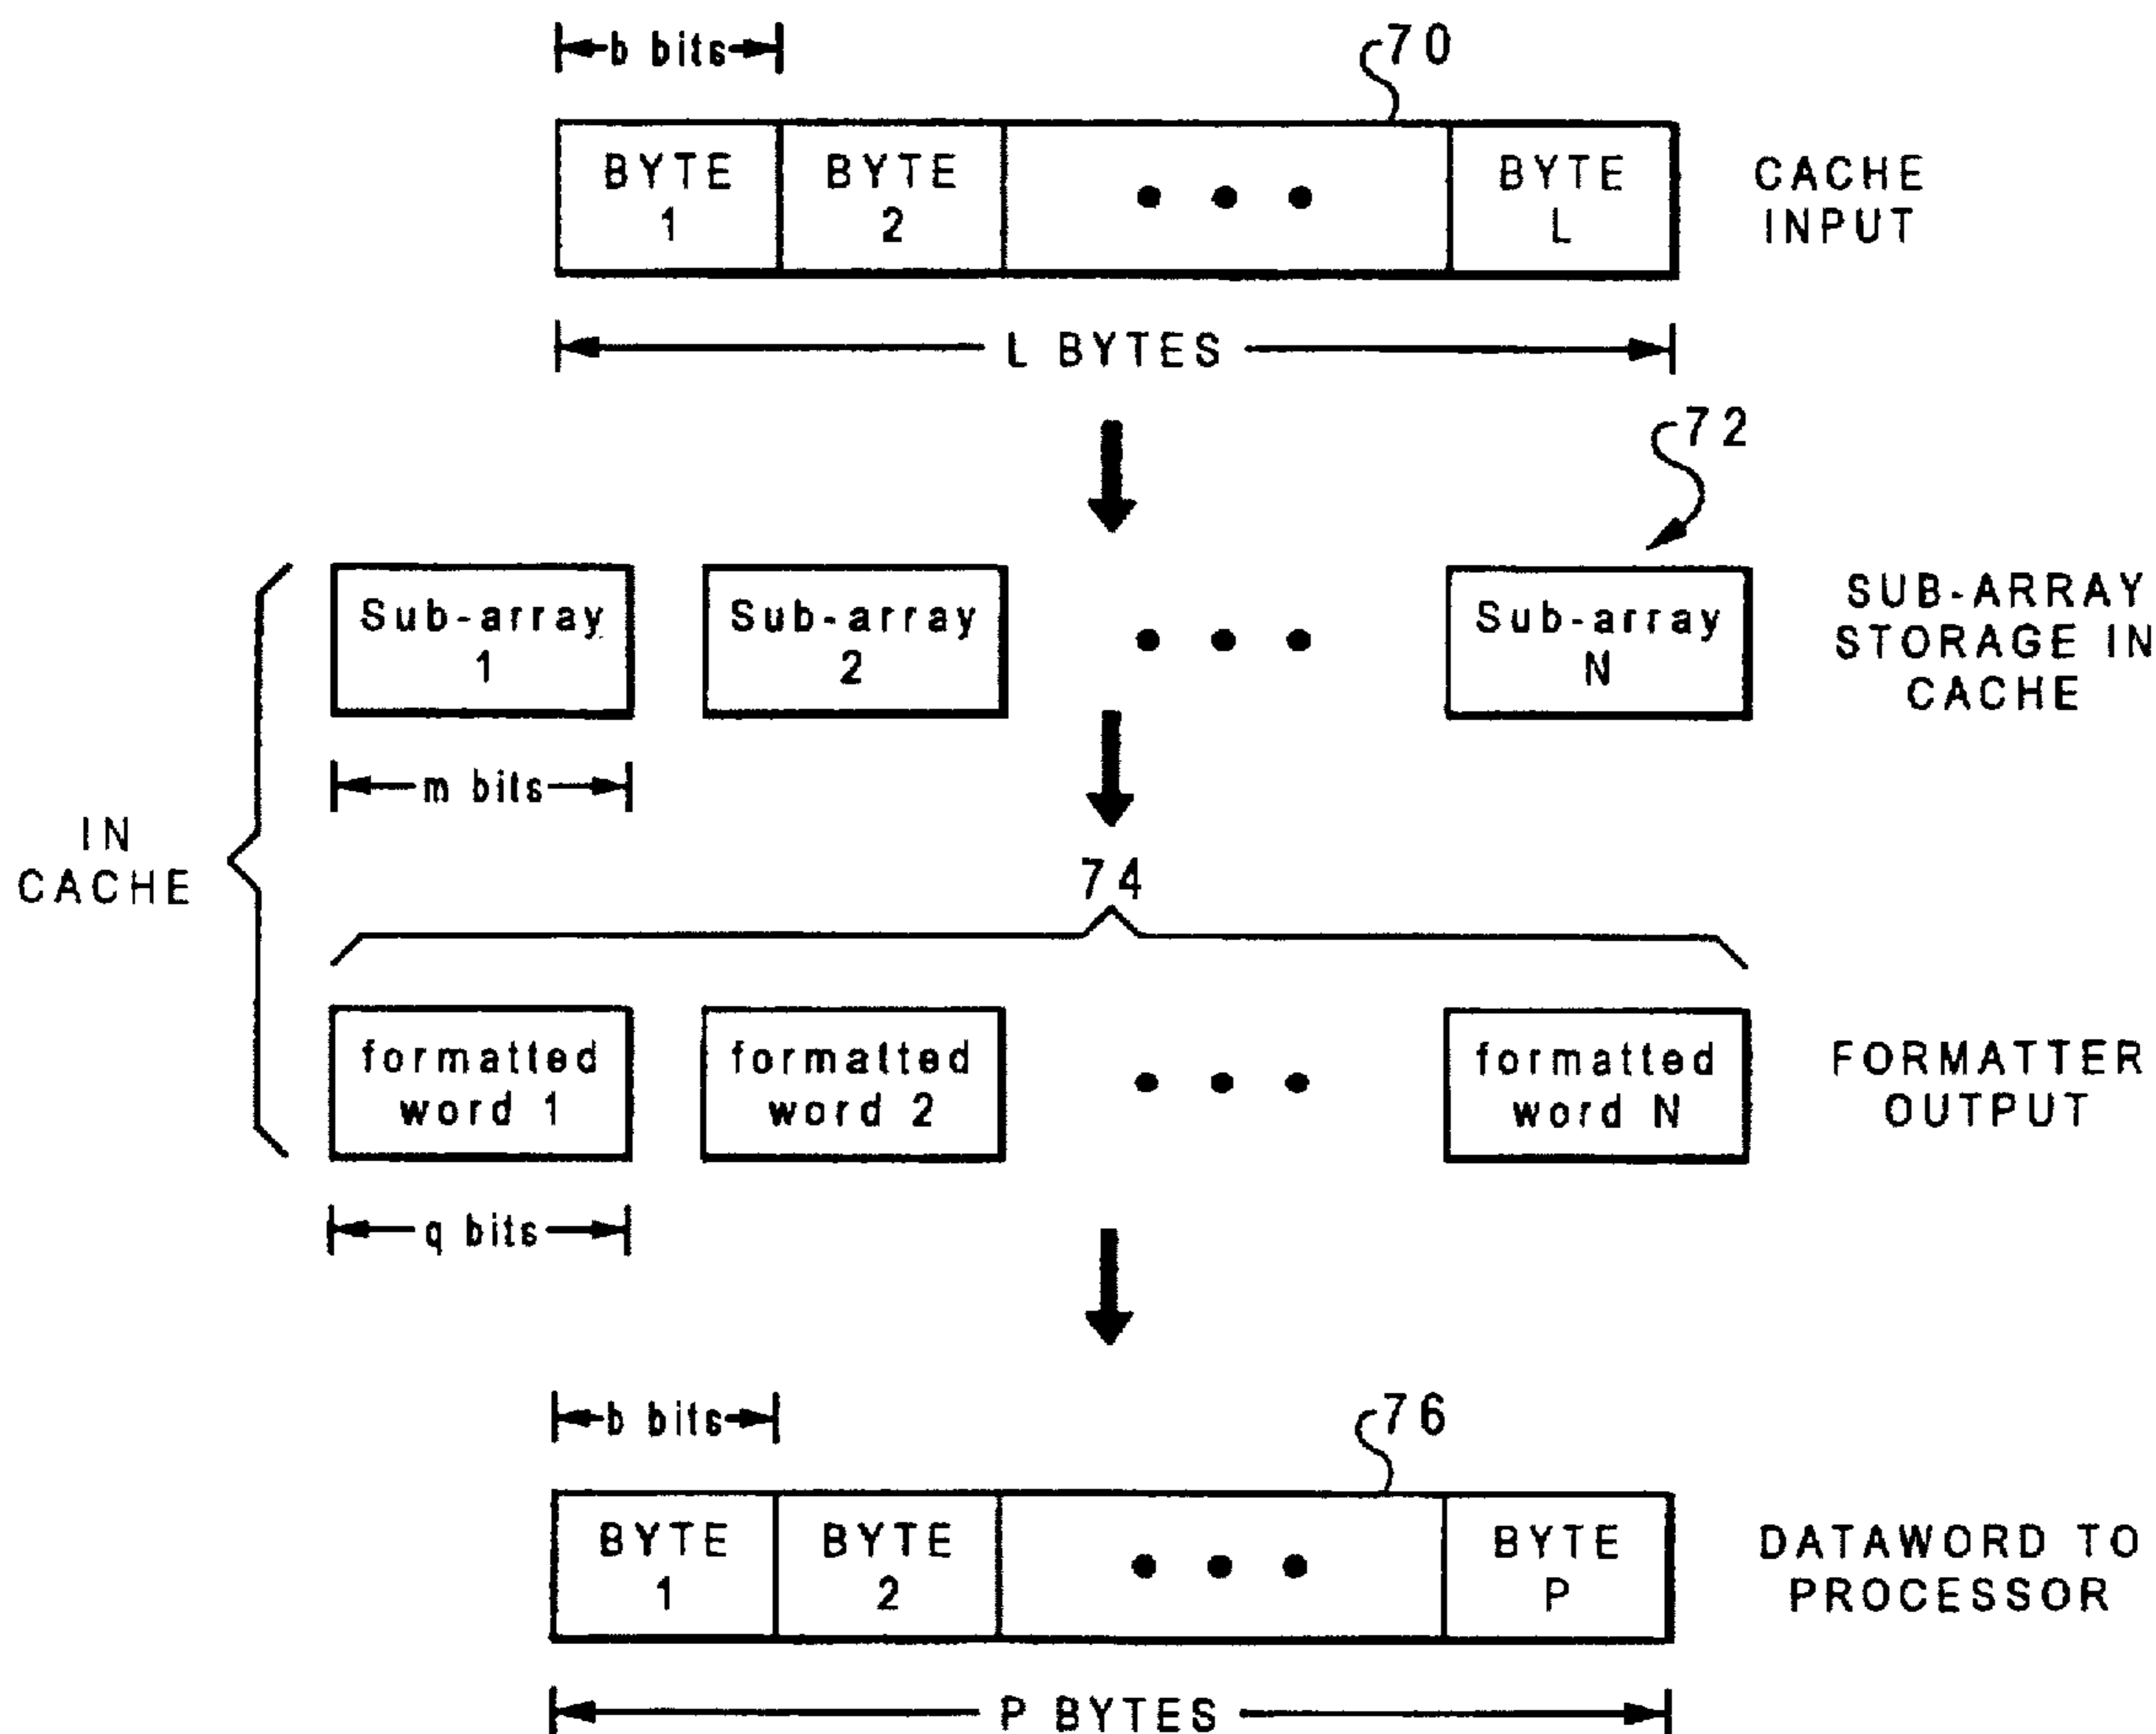 b bits
70
BYTE 1
BYTE 2
BYTE L
CACHE
INPUT
L BYTES
72
Sub-array 1
Sub-array 2
Sub-array N
SUB-ARRAY
STORAGE IN
CACHE
m bits
IN
CACHE
74
formatted
word 1
formatted
word 2
formatted
word N
FORMATTER
OUTPUT
q bits
b bits
76
BYTE 1
BYTE 2
BYTE P
DATAWORD TO
PROCESSOR
P BYTES